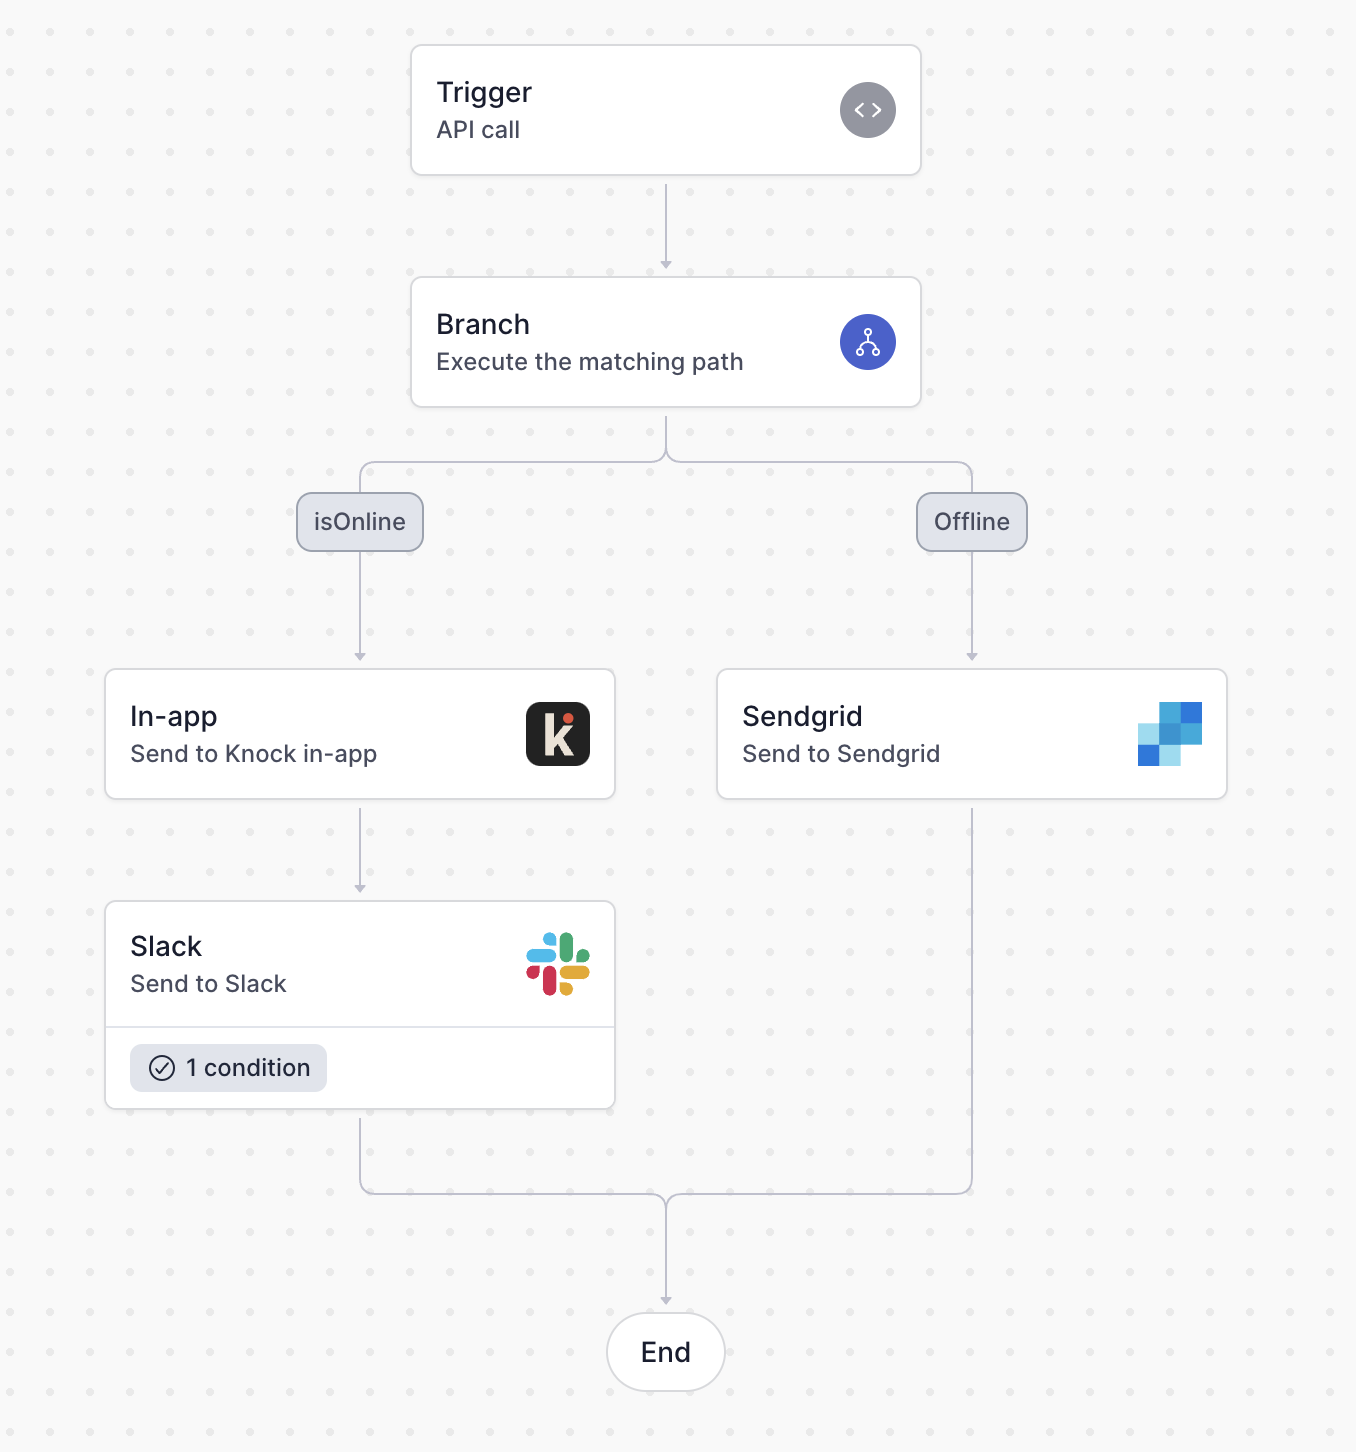 Trigger
API call
Branch
Execute the matching path
isOnline
Offline
In-app
Send to Knock in-app
k
Sendgrid
Send to Sendgrid
Slack
Send to Slack
1 condition
End